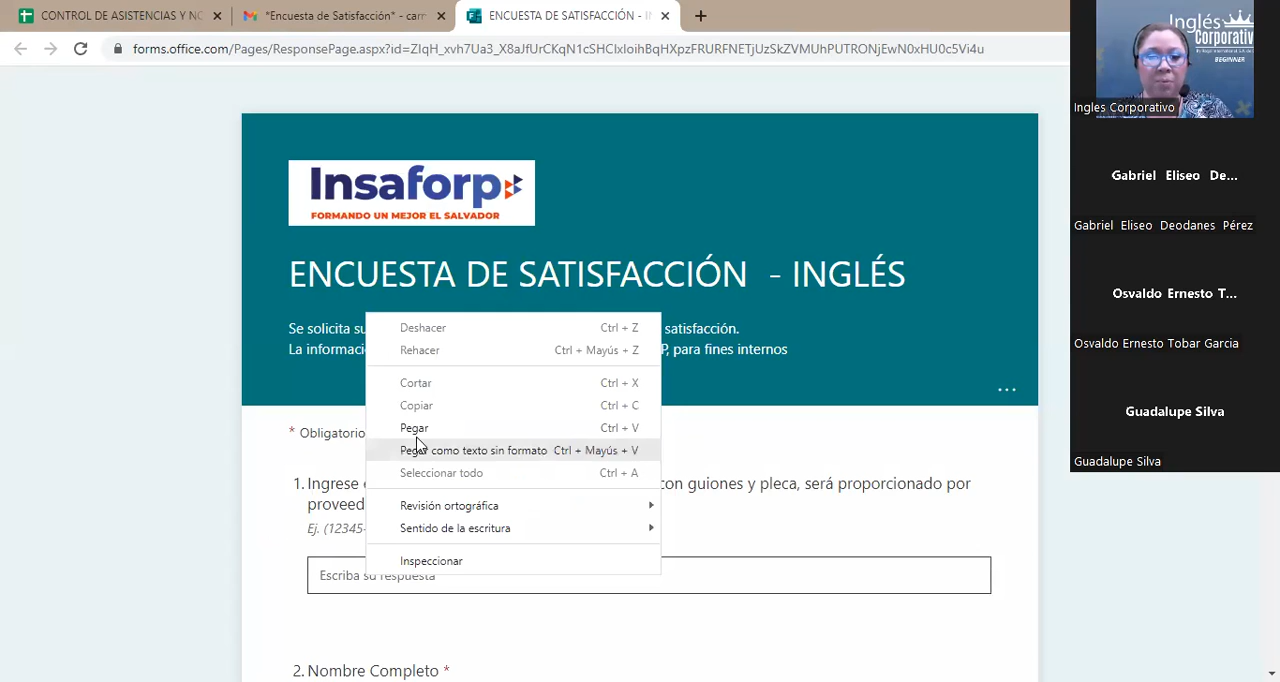 CONTROL DE ASISTENCIAS Y NO
*Encuesta de Satisfacción* - carr
ENCUESTA DE SATISFACCIÓN - IN
forms.office.com/Pages/ResponsePage.aspx?id=ZIqH_xvh7Ua3_X8aJfUrCKqN1cSHCIxloihBqHXpzFRURFNETjUzSkZVMUhPUTRONjEwN0xHU0c5Vi4u
Insaforp
FORMANDO UN MEJOR EL SALVADOR
ENCUESTA DE SATISFACCIÓN - INGLÉS
Se solicita su satisfacción.
La informaci P, para fines internos
Deshacer Ctrl + Z
Rehacer Ctrl + Mayús + Z
Cortar Ctrl + X
Copiar Ctrl + C
Pegar Ctrl + V
Pegar como texto sin formato Ctrl + Mayús + V
Seleccionar todo Ctrl + A
Revisión ortográfica
Sentido de la escritura
Inspeccionar
* Obligatorio
1. Ingrese con guiones y pleca, será proporcionado por
proveed
Ej. (12345-
Escriba su respuesta
2. Nombre Completo *
Inglés
Corporativ
BEGINNER
Ingles Corporativo
Gabriel Eliseo De...
Gabriel Eliseo Deodanes Pérez
Osvaldo Ernesto T...
Osvaldo Ernesto Tobar Garcia
Guadalupe Silva
Guadalupe Silva